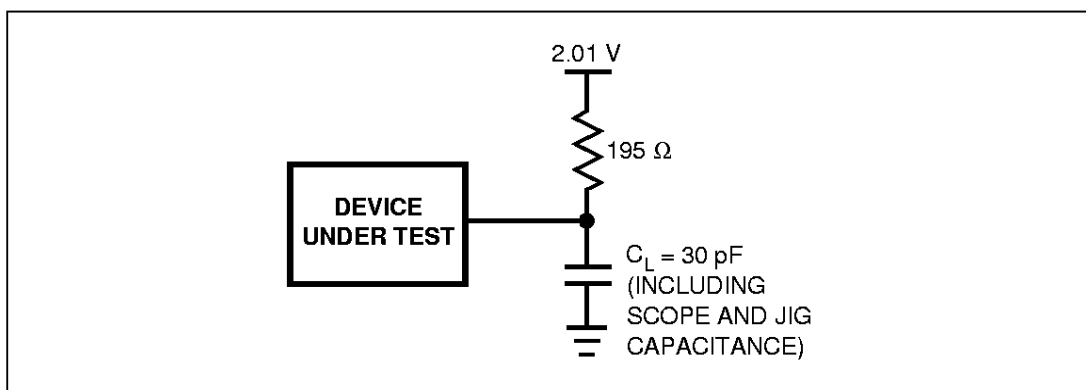 2.01 V
195 Ω
DEVICE
UNDER TEST
C_L = 30 pF
(INCLUDING
SCOPE AND JIG
CAPACITANCE)